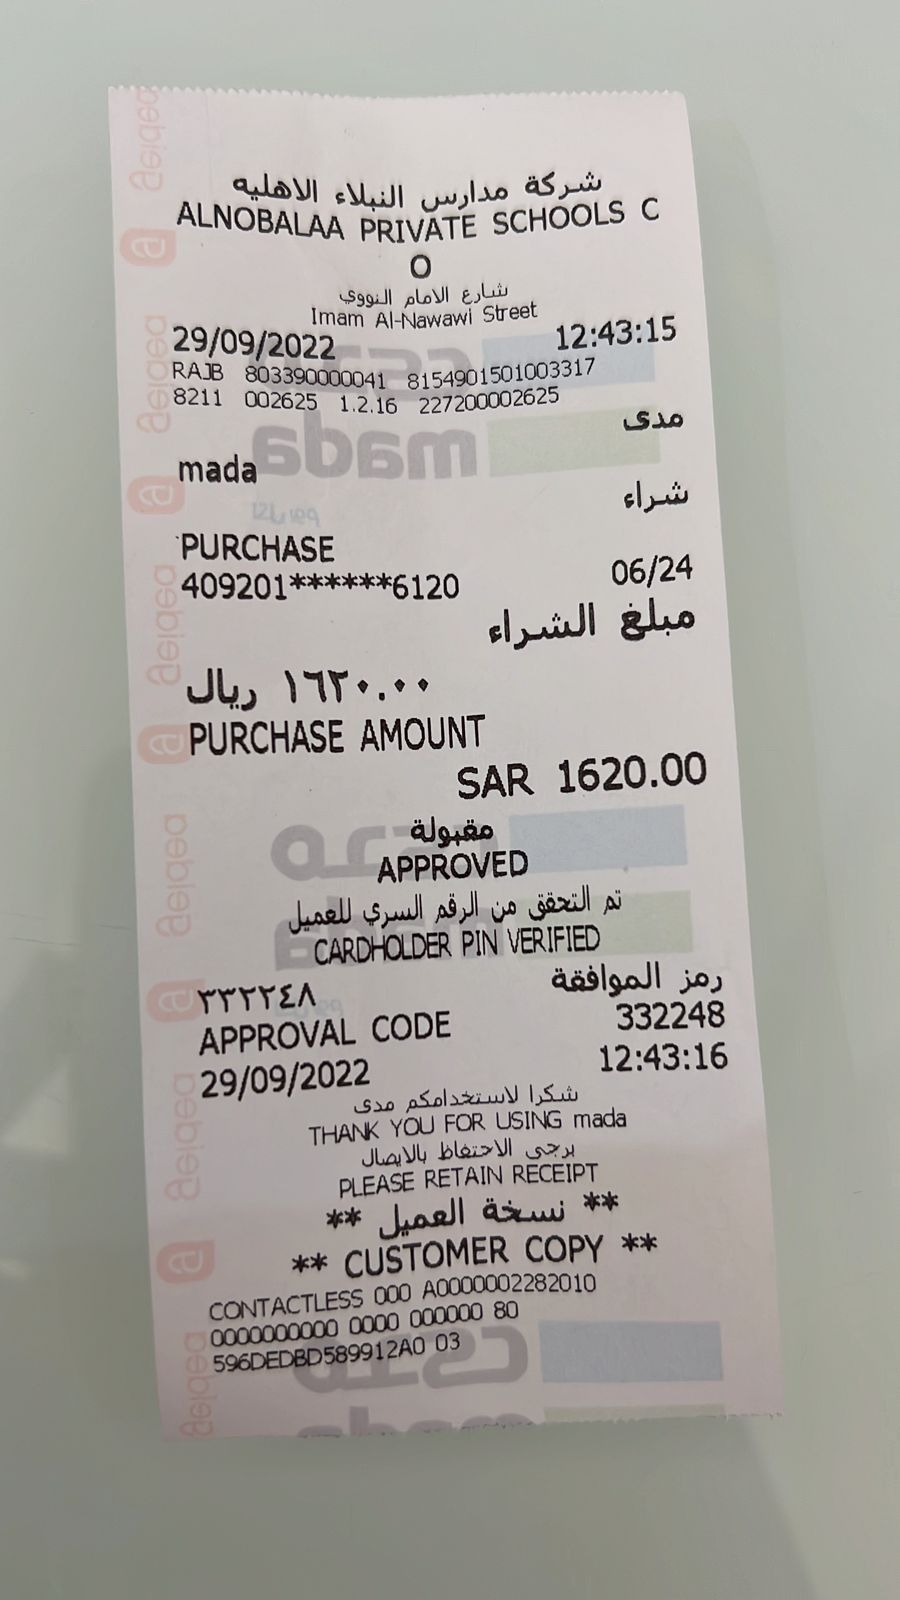 شركة مدارس النبلاء الاهليه
ALNOBALAA PRIVATE SCHOOLS C
O
شارع الامام النووي
Imam Al-Nawawi Street
29/09/2022 12:43:15
RAJB 803390000041 8154901501003317
8211 002625 1.2.16 227200002625
مدى
mada
شراء
PURCHASE
409201******6120 06/24
مبلغ الشراء
١٦٢٠.٠٠ ريال
PURCHASE AMOUNT
SAR 1620.00
مقبولة
APPROVED
تم التحقق من الرقم السري للعميل
CARDHOLDER PIN VERIFIED
رمز الموافقة ٣٣٢٢٤٨
APPROVAL CODE 332248
29/09/2022 12:43:16
شكرا لاستخدامكم مدى
THANK YOU FOR USING mada
يرجى الاحتفاظ بالايصال
PLEASE RETAIN RECEIPT
** نسخة العميل **
** CUSTOMER COPY **
CONTACTLESS 000 A0000002282010
0000000000 0000 000000 80
596DEDBD589912A0 03